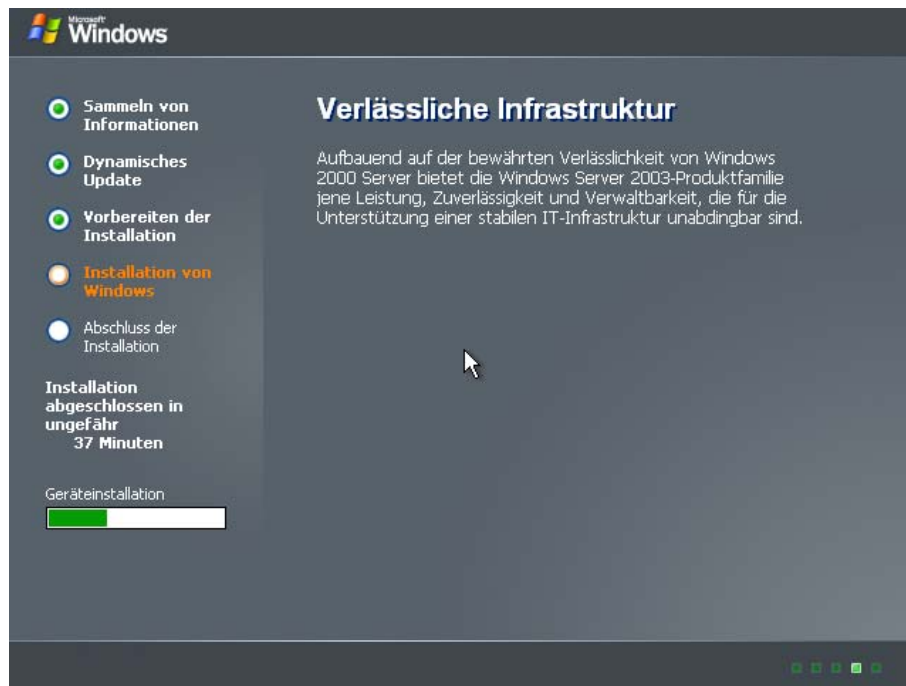 Microsoft
Windows
Sammeln von
Informationen
Dynamisches
Update
Vorbereiten der
Installation
Installation von
Windows
Abschluss der
Installation
Installation
abgeschlossen in
ungefähr
37 Minuten
Geräteinstallation
Verlässliche Infrastruktur
Aufbauend auf der bewährten Verlässlichkeit von Windows
2000 Server bietet die Windows Server 2003-Produktfamilie
jene Leistung, Zuverlässigkeit und Verwaltbarkeit, die für die
Unterstützung einer stabilen IT-Infrastruktur unabdingbar sind.